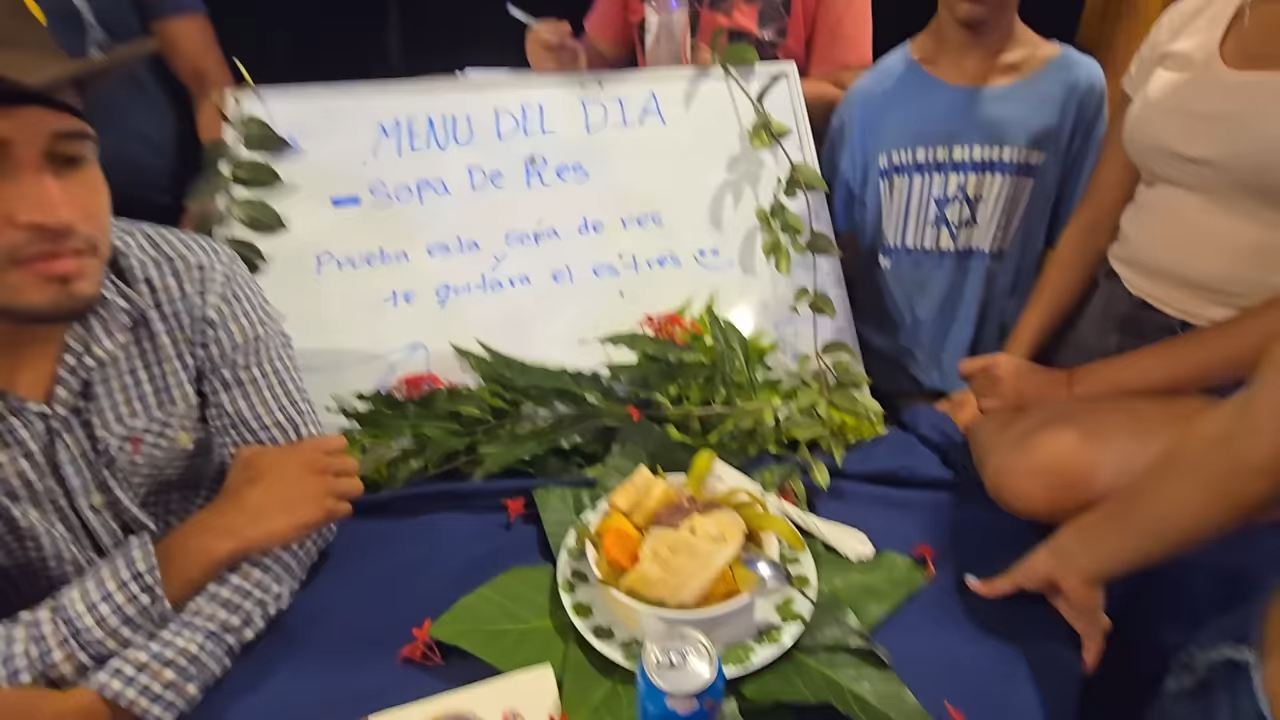 MENU DEL DIA
- Sopa De Res
Prueba esta sopa de res
y te quitara el estres